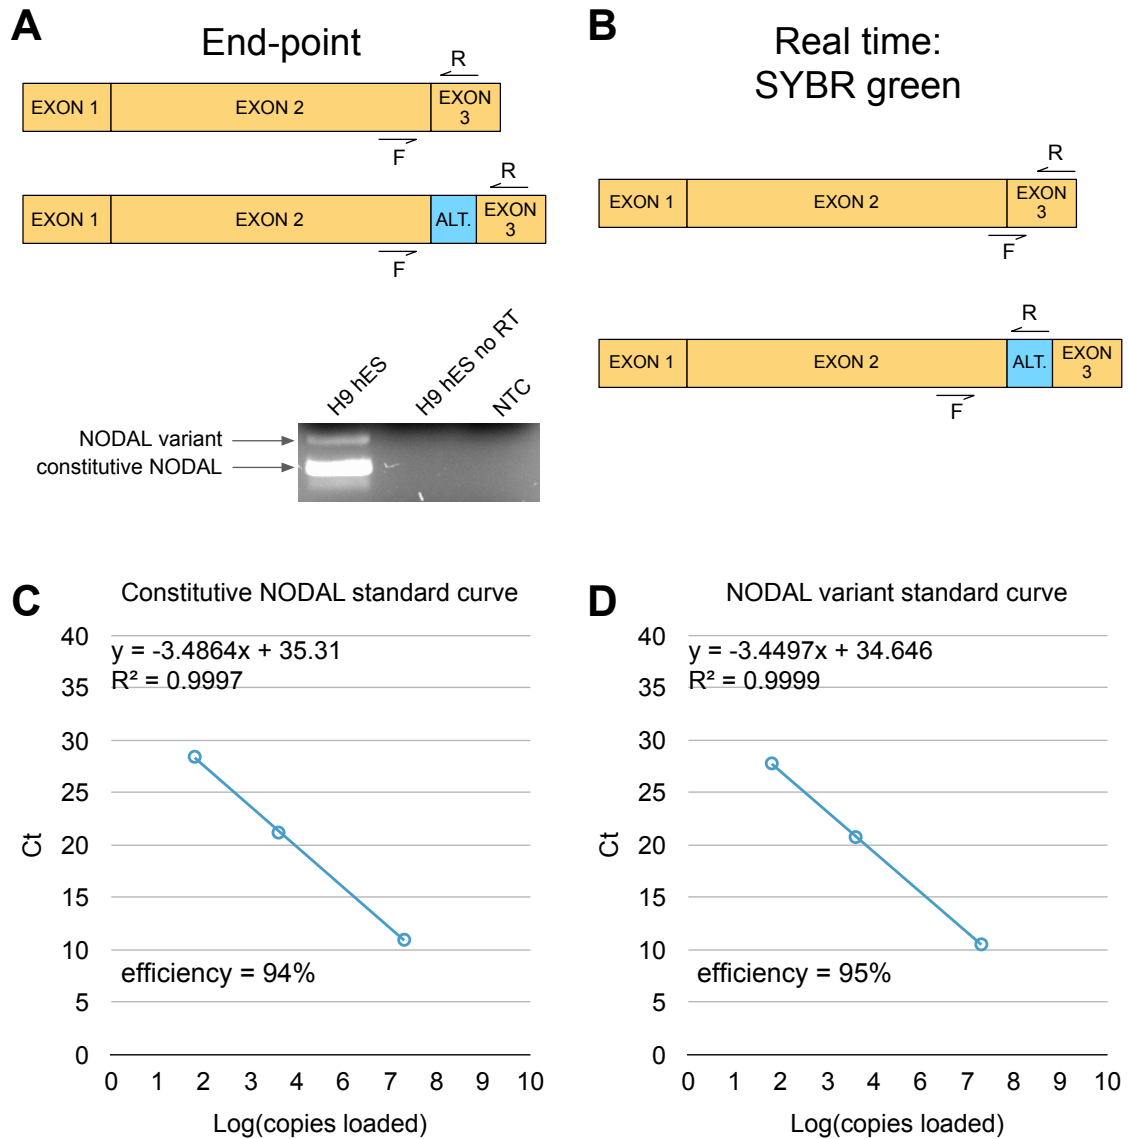 A
End-point
R
EXON 1
EXON 2
EXON
3
F
R
EXON 1
EXON 2
ALT.
EXON
3
F
H9 hES
H9 hES no RT
NTC
NODAL variant
constitutive NODAL
B
Real time:
SYBR green
R
EXON 1
EXON 2
EXON
3
F
R
EXON 1
EXON 2
ALT.
EXON
3
F
C
Constitutive NODAL standard curve
y = -3.4864x + 35.31
R² = 0.9997
40
35
30
25
20
15
10
5
0
Ct
efficiency = 94%
0 1 2 3 4 6 7 8 9 10
Log(copies loaded)
D
NODAL variant standard curve
y = -3.4497x + 34.646
R² = 0.9999
40
35
30
25
20
15
10
5
0
Ct
efficiency = 95%
0 1 2 3 4 6 7 8 9 10
Log(copies loaded)